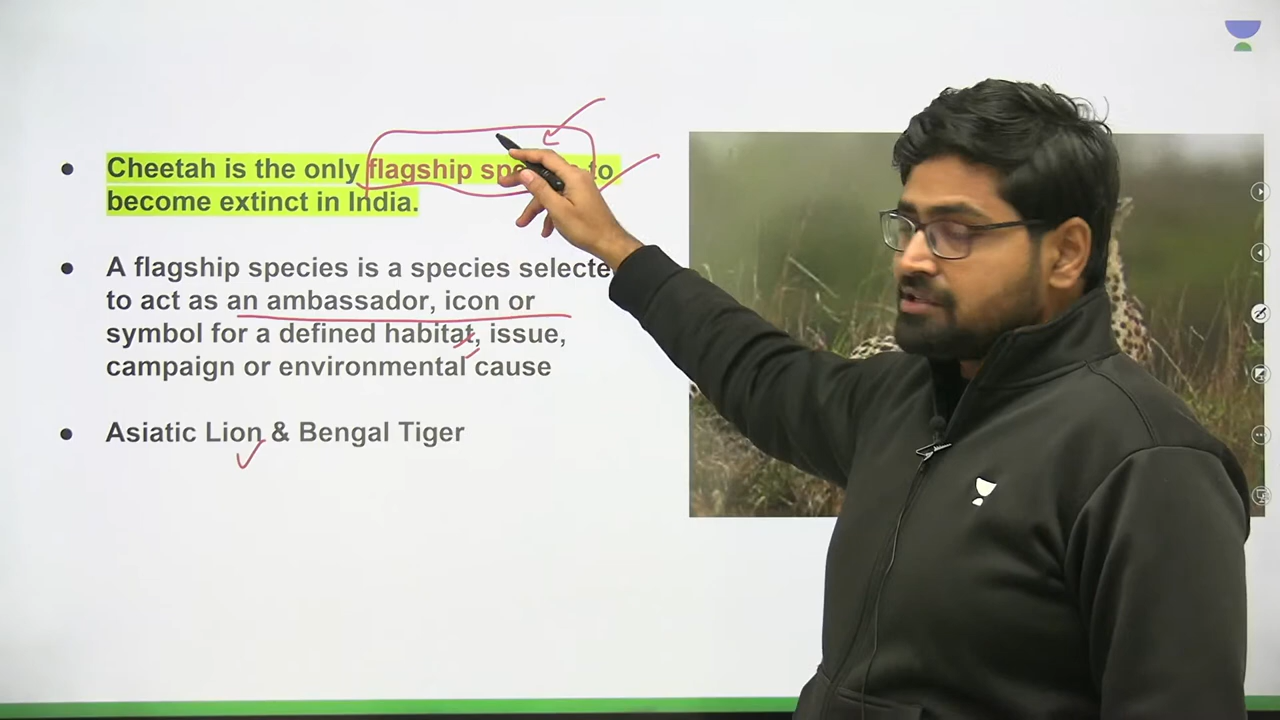 Cheetah is the only flagship to
become extinct in India.
A flagship species is a species
to act as an ambassador, icon or
symbol for a defined habitat, issue,
campaign or environmental cause
Asiatic Lion & Bengal Tiger